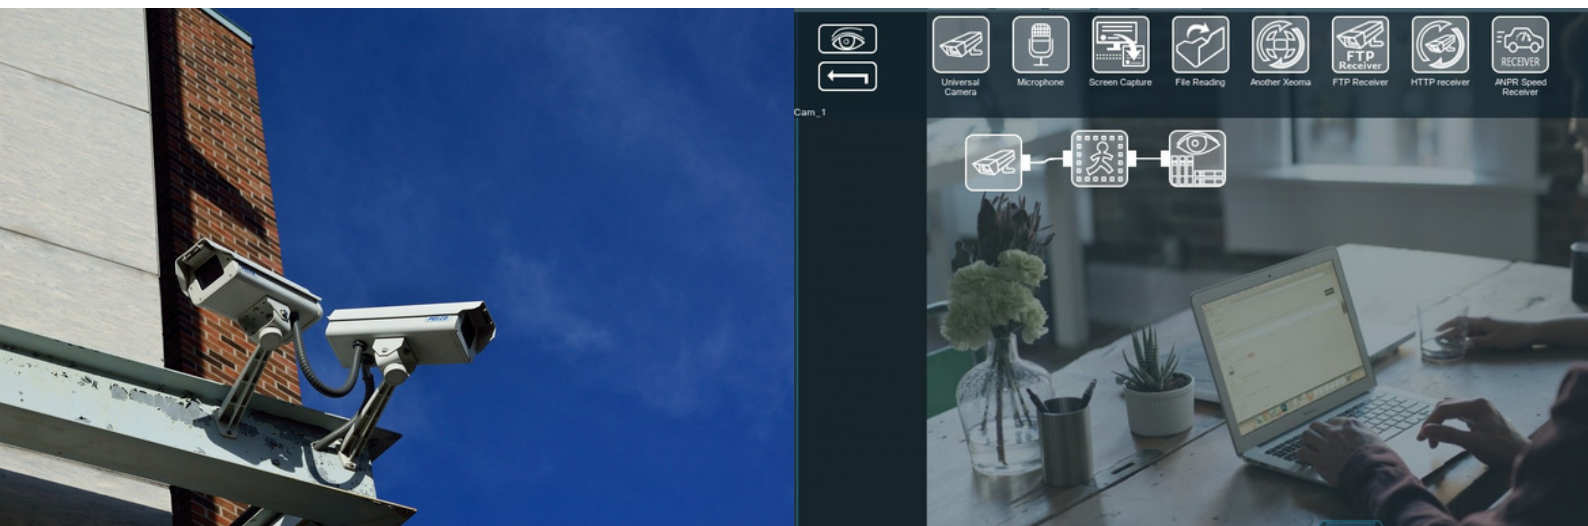 Universal
Camera
Microphone
Screen Capture
File Reading
Another Xeoma
FTP
Receiver
FTP Receiver
HTTP receiver
RECEIVER
ANPR Speed
Receiver
Cam_1
PELCO